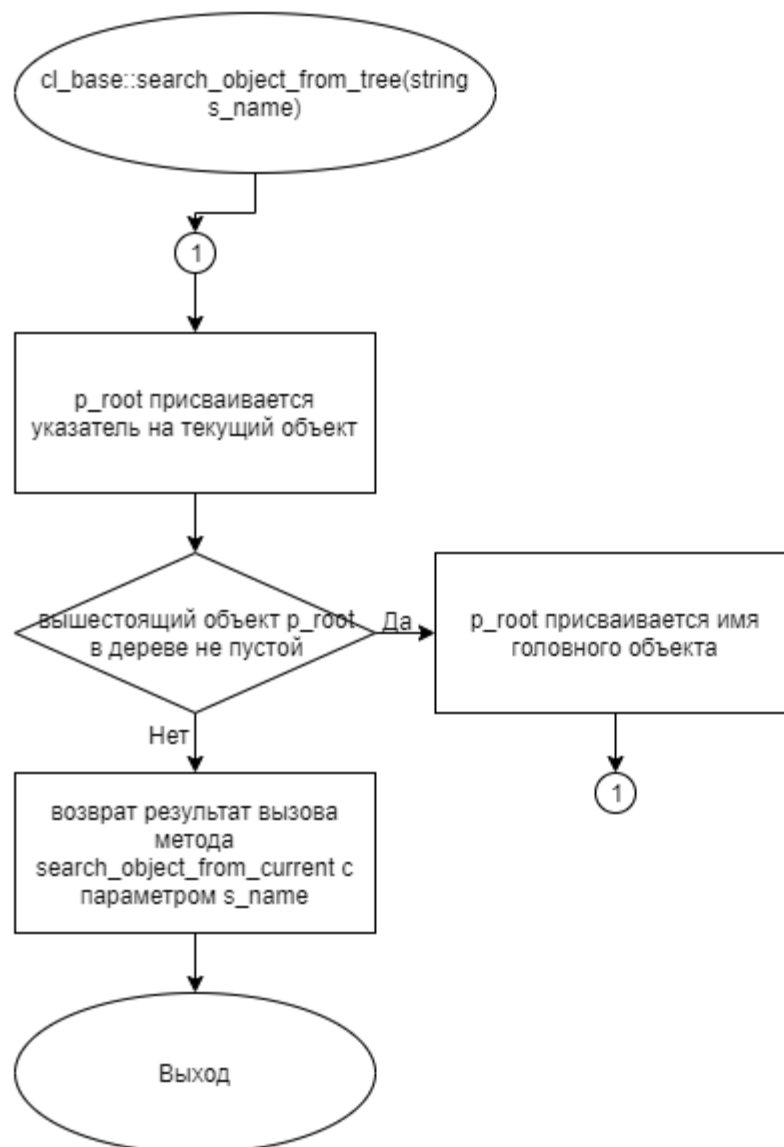 cl_base::search_object_from_tree(string
s_name)
1
p_root присваивается
указатель на текущий объект
вышестоящий объект p_root
в дереве не пустой
Да
p_root присваивается имя
головного объекта
Нет
1
возврат результат вызова
метода
search_object_from_current с
параметром s_name
Выход